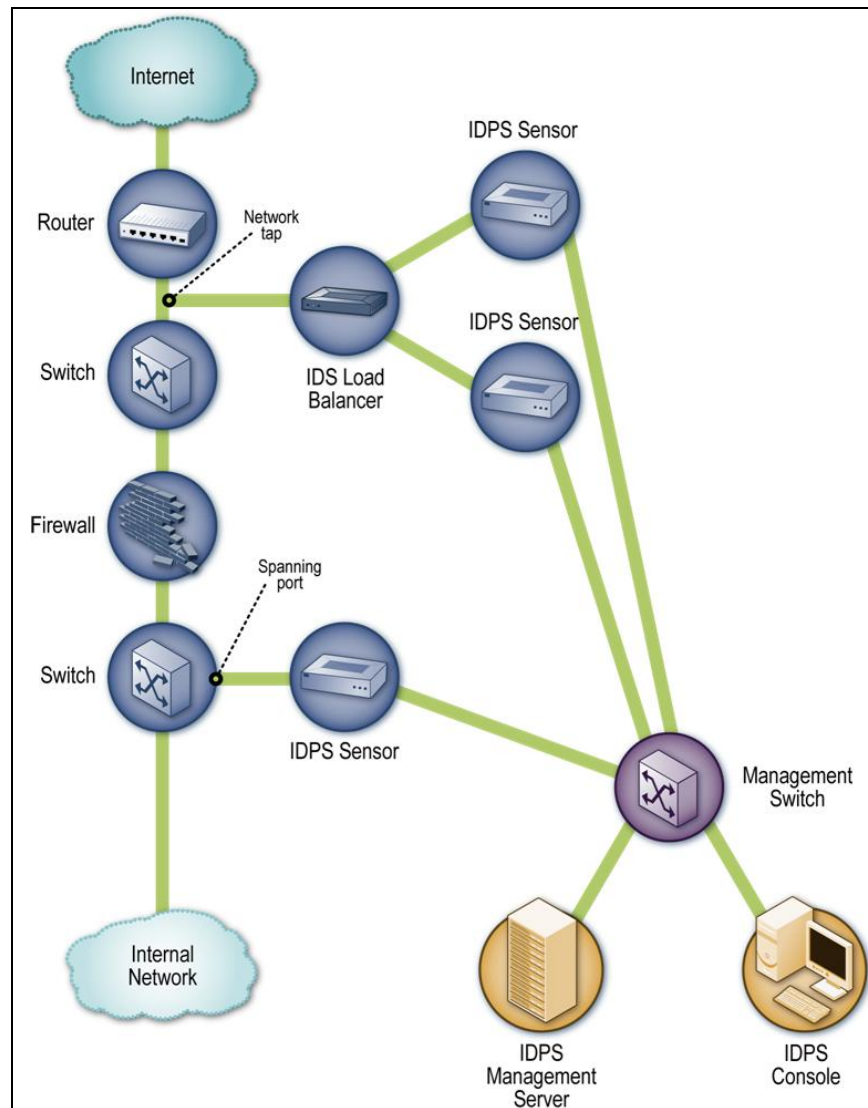 Internet
IDPS Sensor
Router
Network
tap
IDPS Sensor
Switch
IDS Load
Balancer
Firewall
Spanning
port
Switch
IDPS Sensor
Management
Switch
Internal
Network
IDPS
Management
Server
IDPS
Console